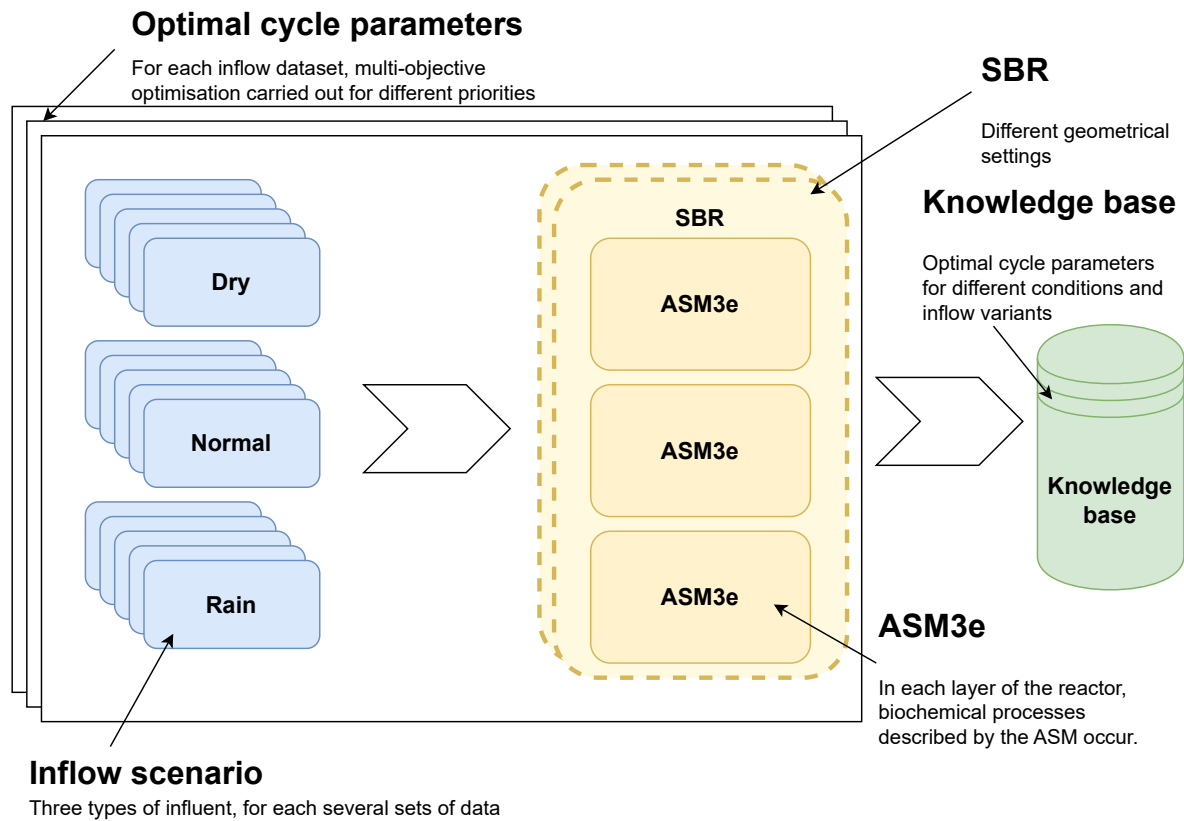 Optimal cycle parameters
For each inflow dataset, multi-objective
optimisation carried out for different priorities
SBR
Different geometrical
settings
Knowledge base
Optimal cycle parameters
for different conditions and
inflow variants
Dry
Normal
Rain
SBR
ASM3e
ASM3e
ASM3e
Knowledge
base
ASM3e
In each layer of the reactor,
biochemical processes
described by the ASM occur.
Inflow scenario
Three types of influent, for each several sets of data